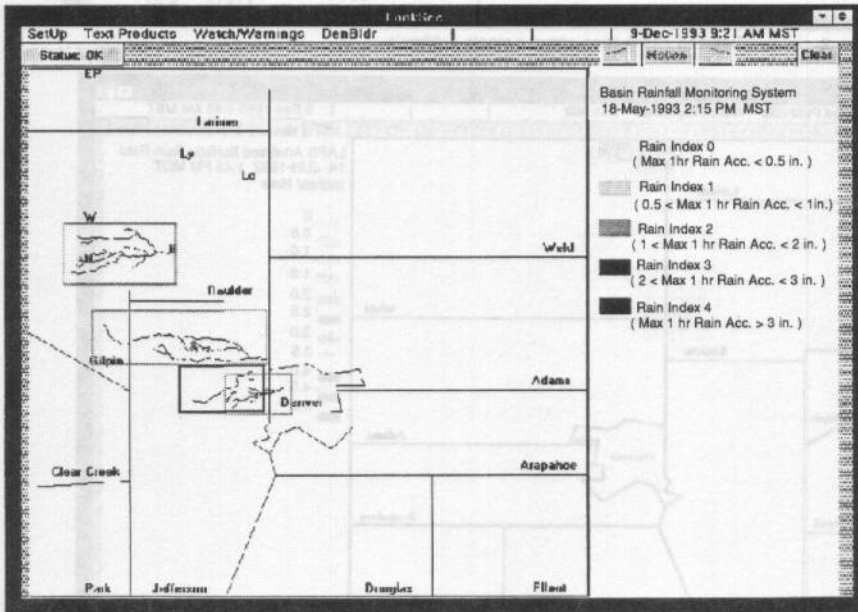 LookSee
SetUp Text Products Watch/Warnings DenBldr 9-Dec-1993 9:21 AM MST
Status: OK Motion Clear
EP
Larimer
Ly
Lo
W
N
Weld
Boulder
Gilpin
Adams
Denver
Arapahoe
Clear Creek
Park Jefferson Douglas Elbert
Basin Rainfall Monitoring System
18-May-1993 2:15 PM MST
Rain Index 0
( Max 1hr Rain Acc. < 0.5 in. )
Rain Index 1
( 0.5 < Max 1 hr Rain Acc. < 1in.)
Rain Index 2
( 1 < Max 1 hr Rain Acc. < 2 in. )
Rain Index 3
( 2 < Max 1 hr Rain Acc. < 3 in. )
Rain Index 4
( Max 1 hr Rain Acc. > 3 in. )